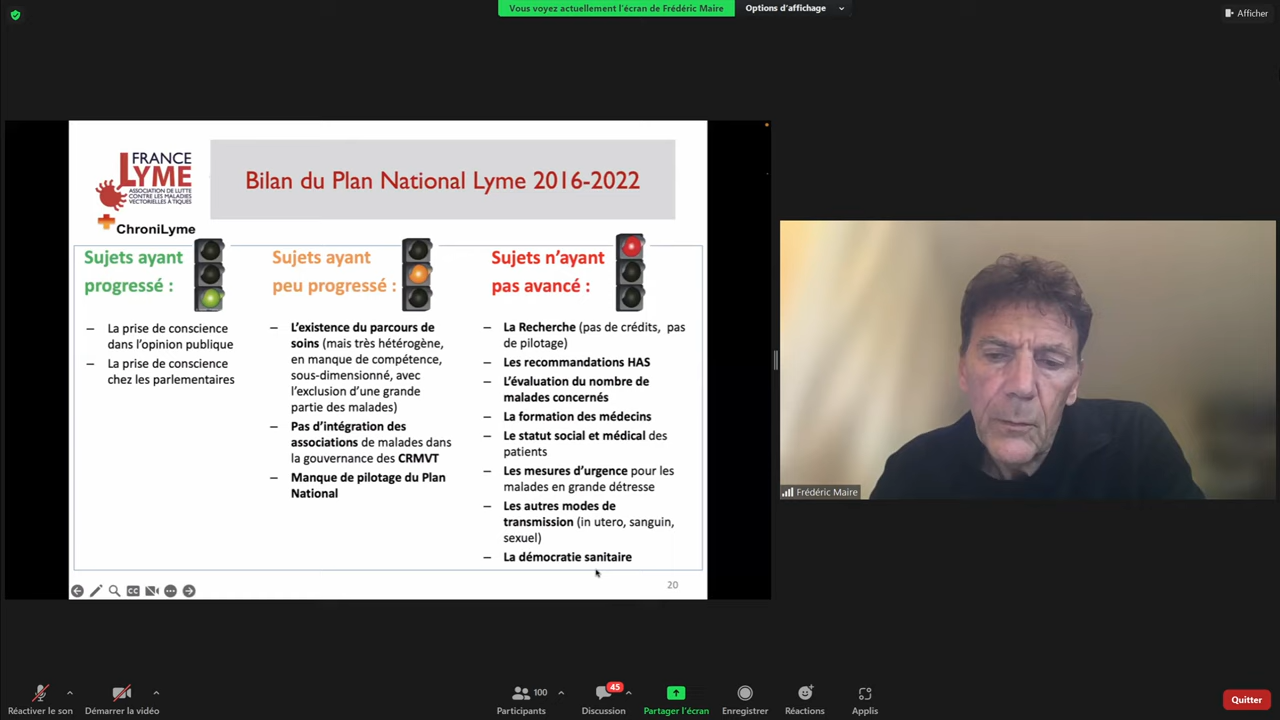 Vous voyez actuellement l'écran de Frédéric Maire
Options d'affichage
Afficher
FRANCE
LYME
ASSOCIATION DE LUTTE
CONTRE LES MALADIES
VECTORIELLES À TIQUES
ChroniLyme
Bilan du Plan National Lyme 2016-2022
Sujets ayant
progressé :
– La prise de conscience
dans l'opinion publique
– La prise de conscience
chez les parlementaires
Sujets ayant
peu progressé :
– L'existence du parcours de
soins (mais très hétérogène,
en manque de compétence,
sous-dimensionné, avec
l'exclusion d'une grande
partie des malades)
– Pas d'intégration des
associations de malades dans
la gouvernance des CRMVT
– Manque de pilotage du Plan
National
Sujets n'ayant
pas avancé :
– La Recherche (pas de crédits, pas
de pilotage)
– Les recommandations HAS
– L'évaluation du nombre de
malades concernés
– La formation des médecins
– Le statut social et médical des
patients
– Les mesures d'urgence pour les
malades en grande détresse
– Les autres modes de
transmission (in utero, sanguin,
sexuel)
– La démocratie sanitaire
CC
20
Frédéric Maire
Réactiver le son
Démarrer la vidéo
100
Participants
45
Discussion
Partager l'écran
Enregistrer
Réactions
Applis
Quitter